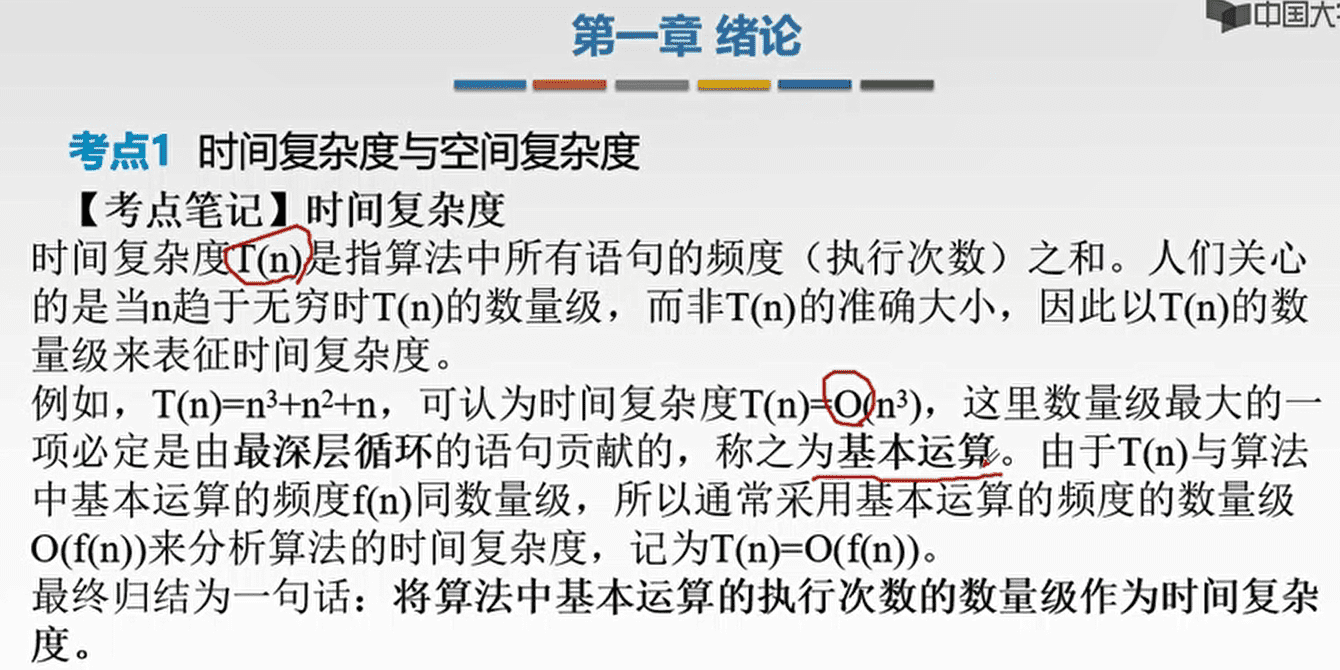 中国大
第一章 绪论
考点1 时间复杂度与空间复杂度
【考点笔记】时间复杂度
时间复杂度T(n)是指算法中所有语句的频度（执行次数）之和。人们关心
的是当n趋于无穷时T(n)的数量级，而非T(n)的准确大小，因此以T(n)的数
量级来表征时间复杂度。
例如，T(n)=n³+n²+n，可认为时间复杂度T(n)=O(n³)，这里数量级最大的一
项必定是由最深层循环的语句贡献的，称之为基本运算。由于T(n)与算法
中基本运算的频度f(n)同数量级，所以通常采用基本运算的频度的数量级
O(f(n))来分析算法的时间复杂度，记为T(n)=O(f(n))。
最终归结为一句话：将算法中基本运算的执行次数的数量级作为时间复杂
度。